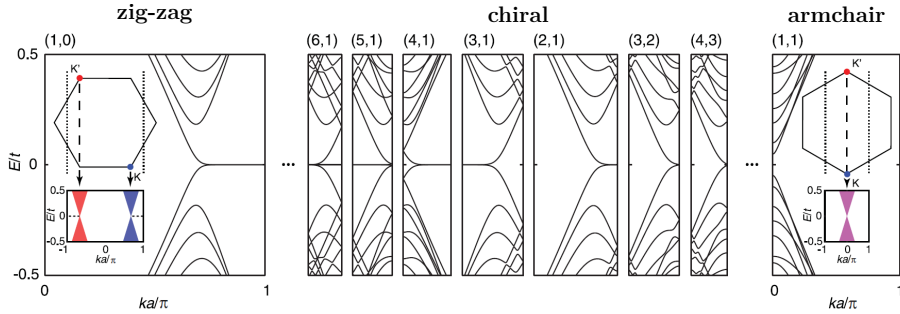 zig-zag chiral armchair
(1,0) (6,1) (5,1) (4,1) (3,1) (2,1) (3,2) (4,3) (1,1)
0.5
K' K'
E/t 0 ...  ...
K K
E/t 0.5 0 -0.5 E/t 0.5 0 -0.5
-1 0 1 -1 0 1
ka/π ka/π
-0.5
0 1 0 1
ka/π ka/π